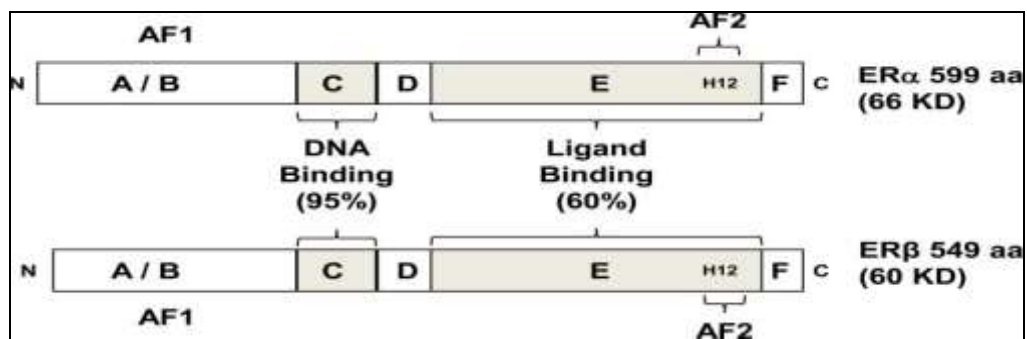 AF1
AF2
N A / B C D E H12 F C ERα 599 aa
(66 KD)
DNA Ligand
Binding Binding
(95%) (60%)
N A / B C D E H12 F C ERβ 549 aa
(60 KD)
AF1
AF2